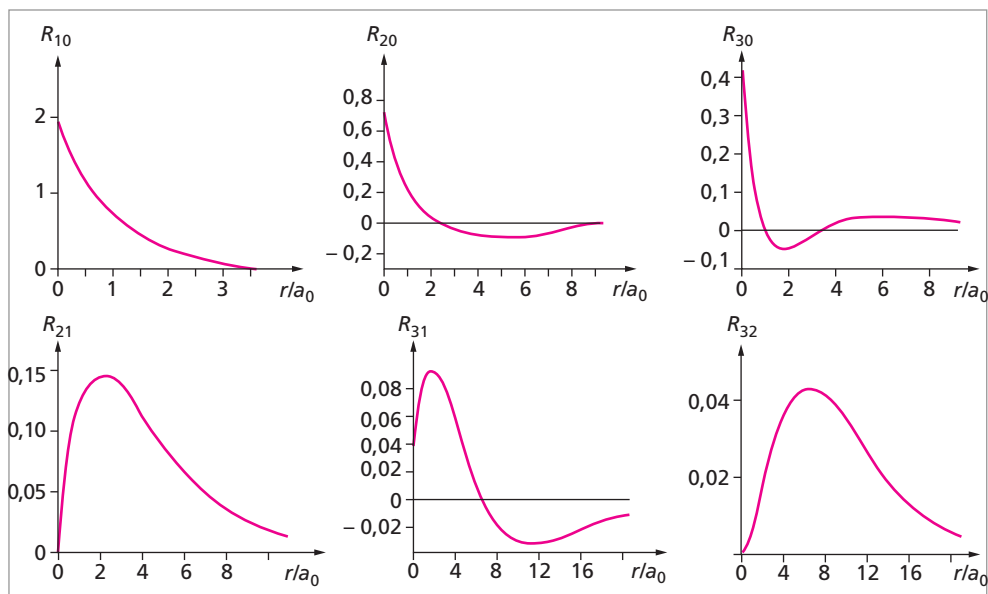 R10
2
1
0
0 1 2 3 r/a0
R20
0,8
0,6
0,4
0,2
0
– 0,2
0 2 4 6 8 r/a0
R30
0,4
0,3
0,2
0,1
0
– 0,1
0 2 4 6 8 r/a0
R21
0,15
0,10
0,05
0
0 2 4 6 8 r/a0
R31
0,08
0,06
0,04
0,02
0
– 0,02
0 4 8 12 16 r/a0
R32
0,04
0,02
0 4 8 12 16 r/a0